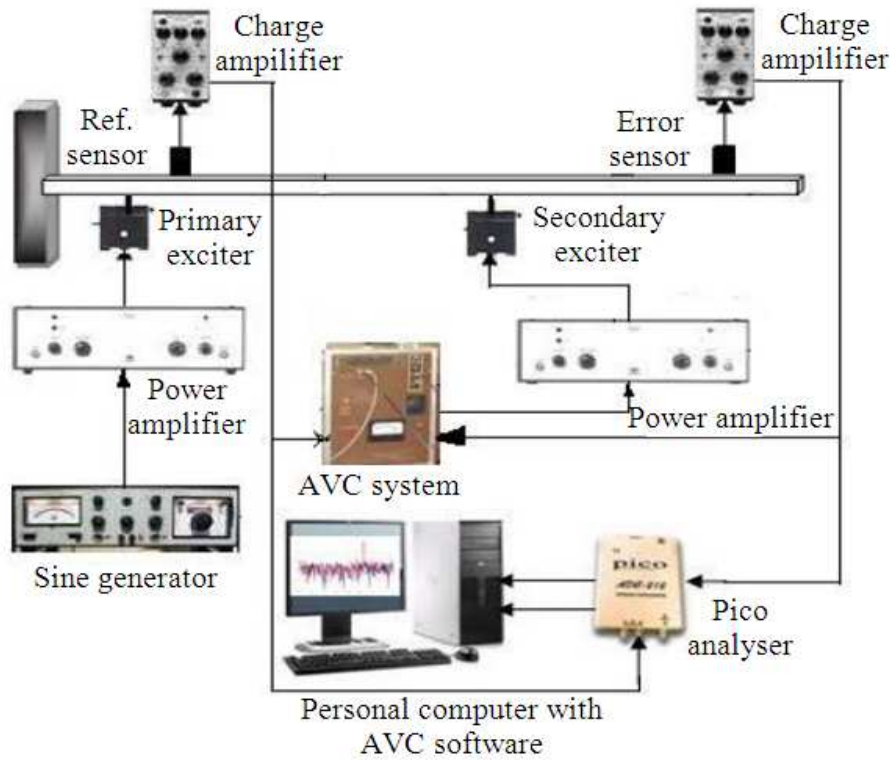 Charge
ampilifier
Charge
ampilifier
Ref.
sensor
Error
sensor
Primary
exciter
Secondary
exciter
Power
amplifier
Power amplifier
AVC system
Sine generator
pico
Pico
analyser
Personal computer with
AVC software